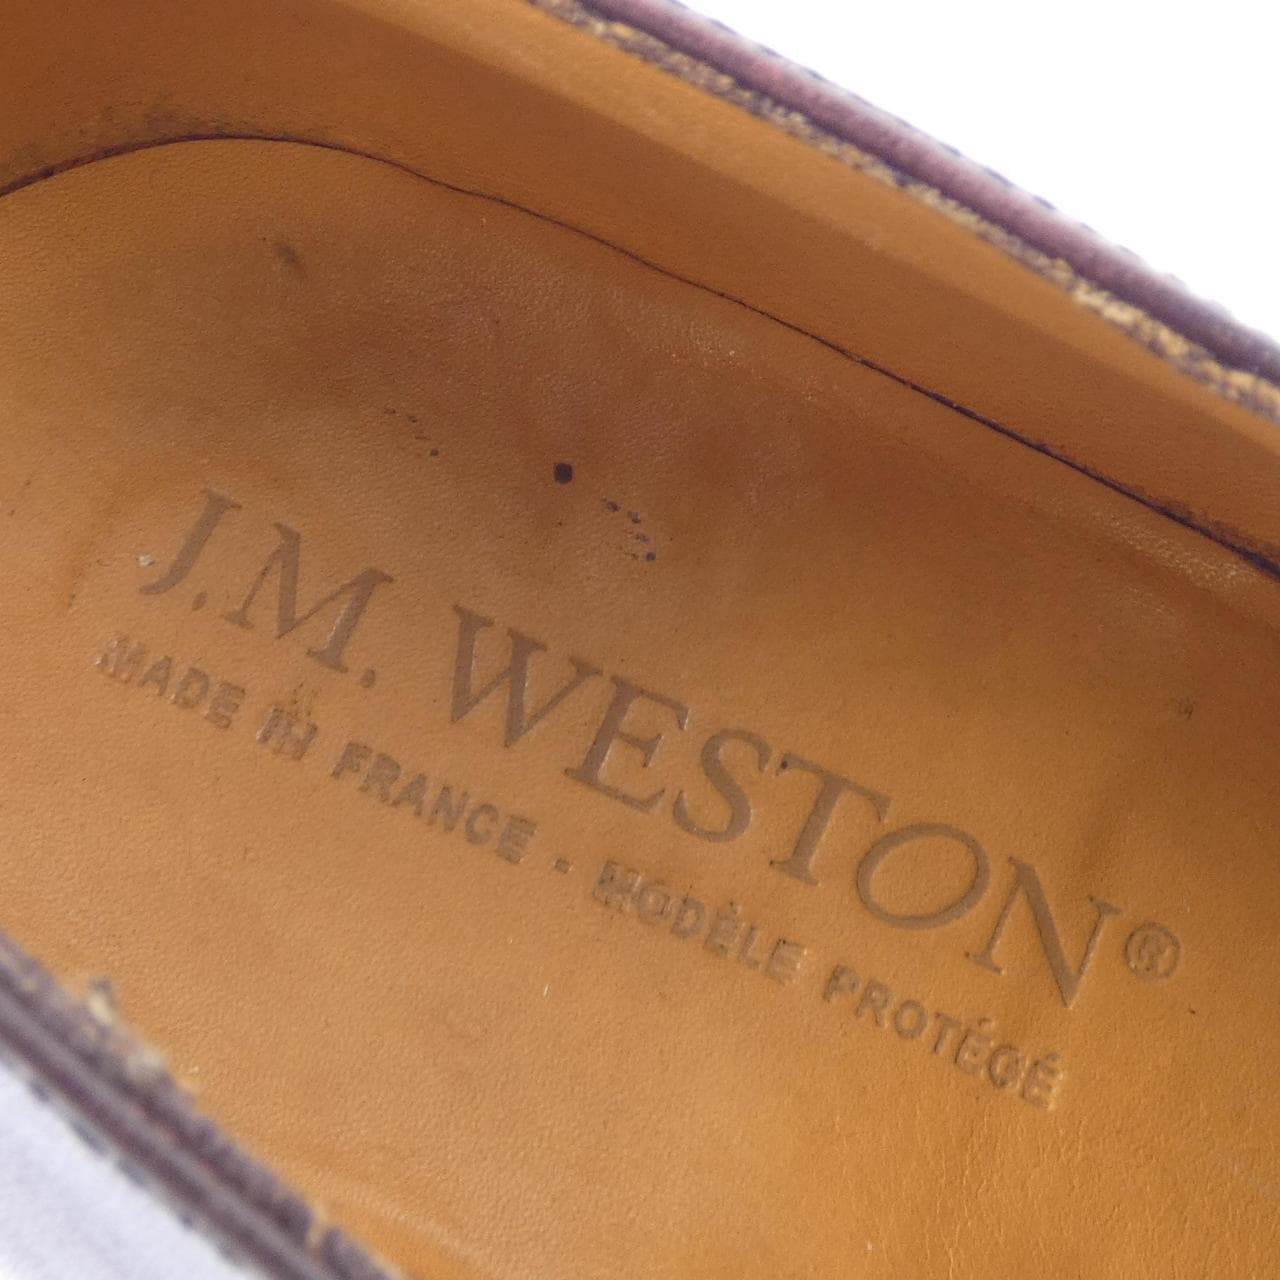 J.M. WESTON®
MADE IN FRANCE - MODÈLE PROTÉGÉ